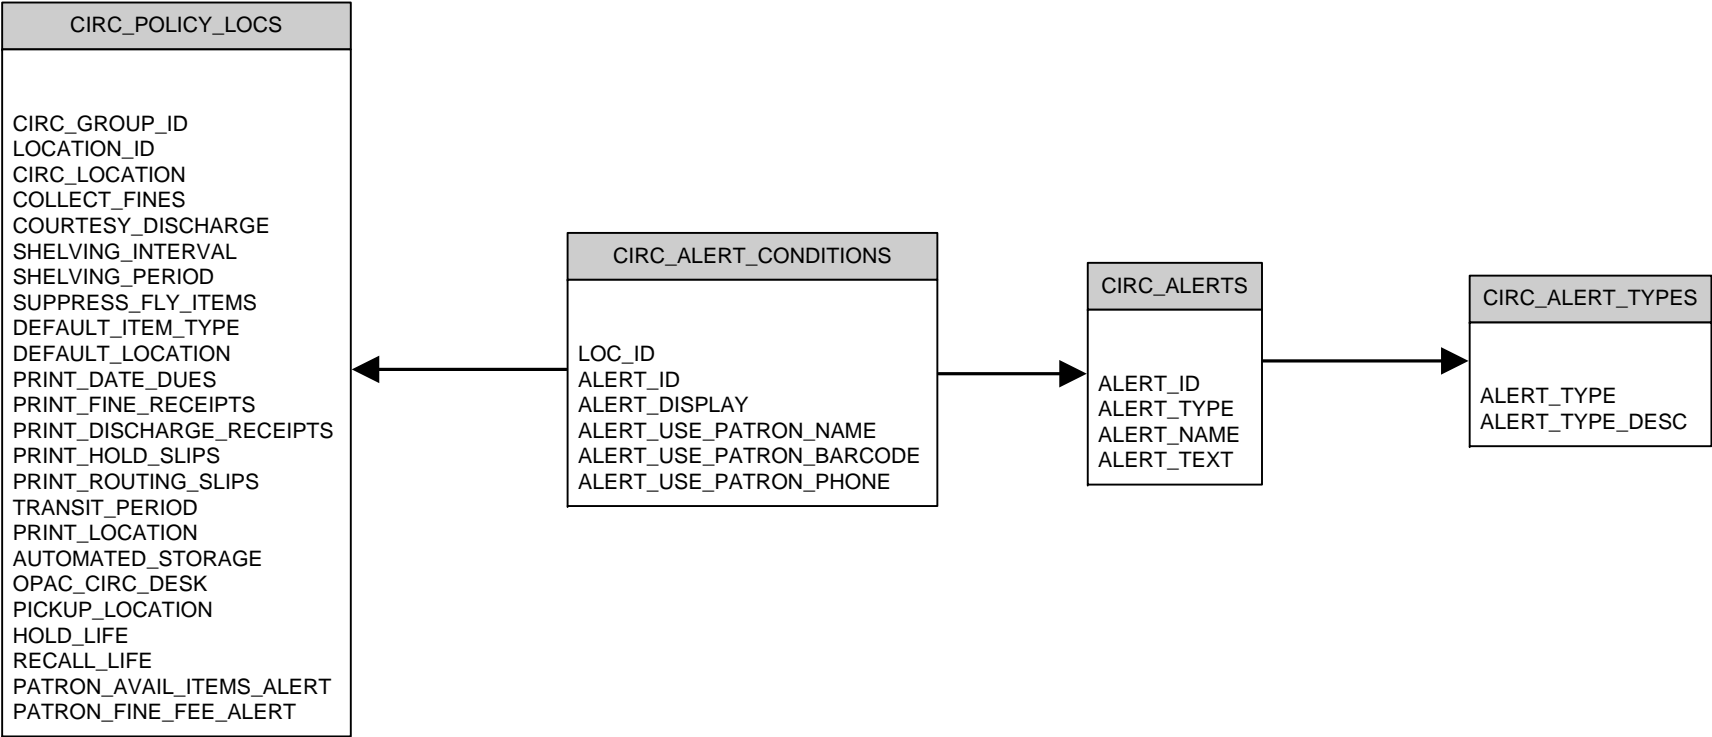 CIRC_POLICY_LOCS
CIRC_GROUP_ID
LOCATION_ID
CIRC_LOCATION
COLLECT_FINES
COURTESY_DISCHARGE
SHELVING_INTERVAL
SHELVING_PERIOD
SUPPRESS_FLY_ITEMS
DEFAULT_ITEM_TYPE
DEFAULT_LOCATION
PRINT_DATE_DUES
PRINT_FINE_RECEIPTS
PRINT_DISCHARGE_RECEIPTS
PRINT_HOLD_SLIPS
PRINT_ROUTING_SLIPS
TRANSIT_PERIOD
PRINT_LOCATION
AUTOMATED_STORAGE
OPAC_CIRC_DESK
PICKUP_LOCATION
HOLD_LIFE
RECALL_LIFE
PATRON_AVAIL_ITEMS_ALERT
PATRON_FINE_FEE_ALERT
CIRC_ALERT_CONDITIONS
LOC_ID
ALERT_ID
ALERT_DISPLAY
ALERT_USE_PATRON_NAME
ALERT_USE_PATRON_BARCODE
ALERT_USE_PATRON_PHONE
CIRC_ALERTS
ALERT_ID
ALERT_TYPE
ALERT_NAME
ALERT_TEXT
CIRC_ALERT_TYPES
ALERT_TYPE
ALERT_TYPE_DESC